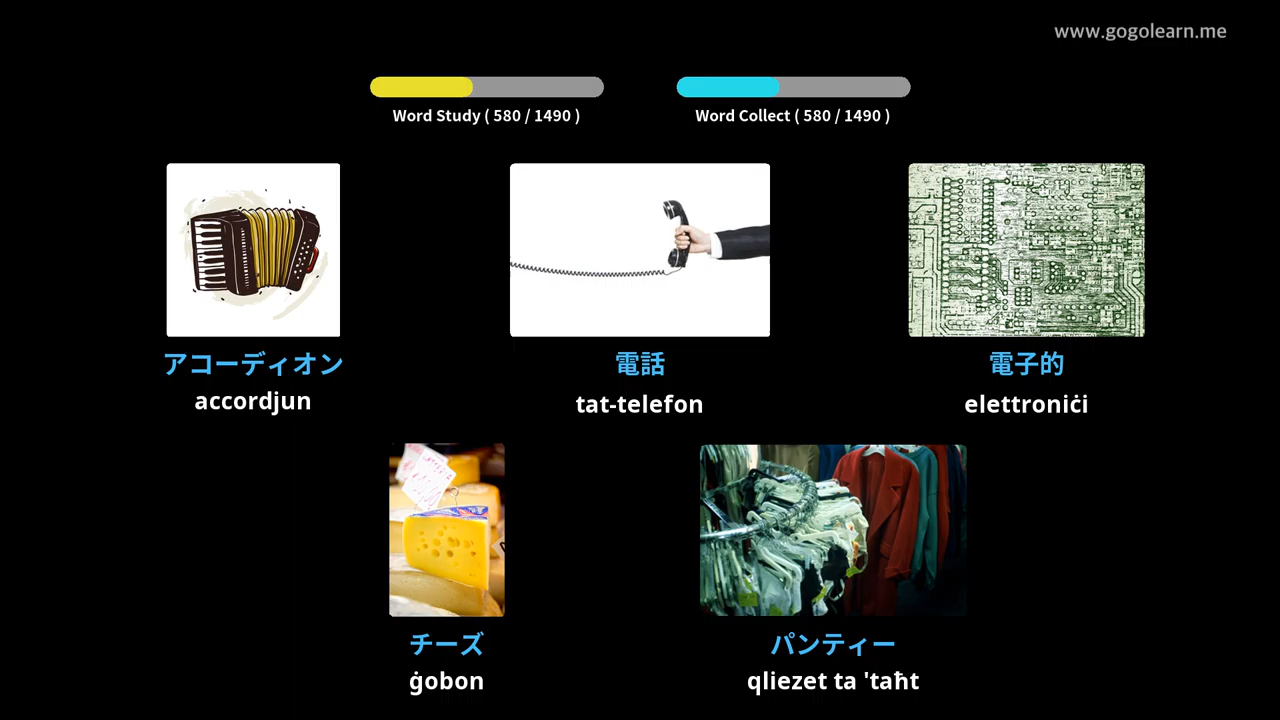 www.gogolearn.me
Word Study ( 580 / 1490 )
Word Collect ( 580 / 1490 )
アコーディオン
accordjun
電話
tat-telefon
電子的
elettroniċi
チーズ
ġobon
パンティー
qliezet ta 'taħt